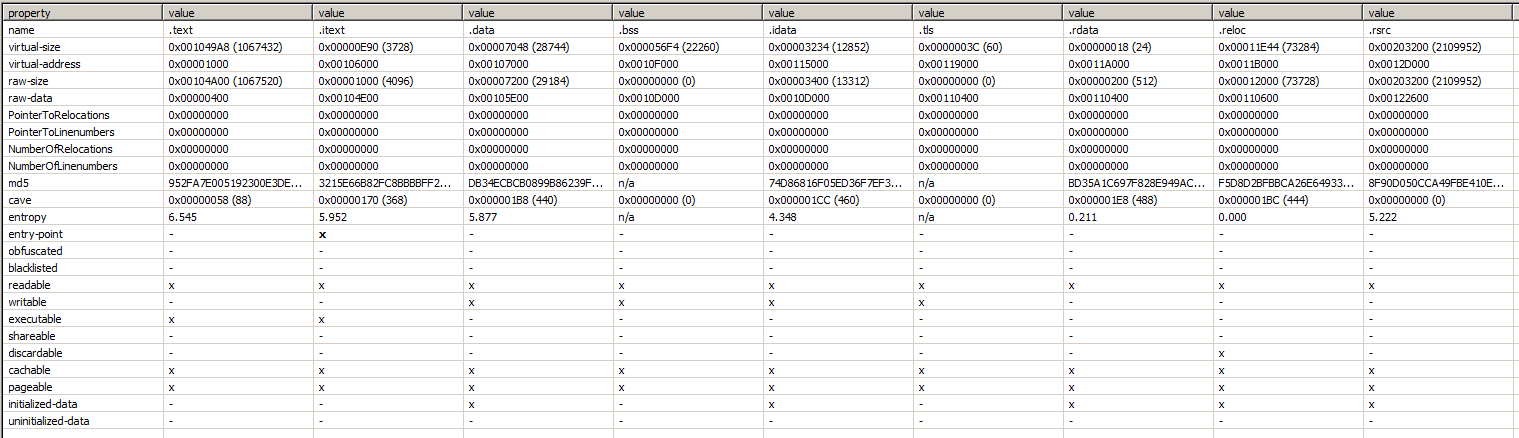 property value value value value value value value value value
name .text .itext .data .bss .idata .tls .rdata .reloc .rsrc
virtual-size 0x001049A8 (1067432) 0x00000E90 (3728) 0x00007048 (28744) 0x000056F4 (22260) 0x00003234 (12852) 0x0000003C (60) 0x00000018 (24) 0x00011E44 (73284) 0x00203200 (2109952)
virtual-address 0x00001000 0x00106000 0x00107000 0x0010F000 0x00115000 0x00119000 0x0011A000 0x0011B000 0x0012D000
raw-size 0x00104A00 (1067520) 0x00001000 (4096) 0x00007200 (29184) 0x00000000 (0) 0x00003400 (13312) 0x00000000 (0) 0x00000200 (512) 0x00012000 (73728) 0x00203200 (2109952)
raw-data 0x00000400 0x00104E00 0x00105E00 0x0010D000 0x0010D000 0x00110400 0x00110400 0x00110600 0x00122600
PointerToRelocations 0x00000000 0x00000000 0x00000000 0x00000000 0x00000000 0x00000000 0x00000000 0x00000000 0x00000000
PointerToLinenumbers 0x00000000 0x00000000 0x00000000 0x00000000 0x00000000 0x00000000 0x00000000 0x00000000 0x00000000
NumberOfRelocations 0x00000000 0x00000000 0x00000000 0x00000000 0x00000000 0x00000000 0x00000000 0x00000000 0x00000000
NumberOfLinenumbers 0x00000000 0x00000000 0x00000000 0x00000000 0x00000000 0x00000000 0x00000000 0x00000000 0x00000000
md5 952FA7E005192300E3DE... 3215E66B82FC8BBBBFF2... DB34ECBCB0899B86239F... n/a 74D86816F05ED36F7EF3... n/a BD35A1C697F828E949AC... F5D8D2BFBBCA26E64933... 8F90D050CCA49FBE410E...
cave 0x00000058 (88) 0x00000170 (368) 0x000001B8 (440) 0x00000000 (0) 0x000001CC (460) 0x00000000 (0) 0x000001E8 (488) 0x000001BC (444) 0x00000000 (0)
entropy 6.545 5.952 5.877 n/a 4.348 n/a 0.211 0.000 5.222
entry-point - x - - - - - - -
obfuscated - - - - - - - - -
blacklisted - - - - - - - - -
readable x x x x x x x x x
writable - - x x x x - - -
executable x x - - - - - - -
shareable - - - - - - - - -
discardable - - - - - - - x -
cachable x x x x x x x x x
pageable x x x x x x x x x
initialized-data - - x - x - x x x
uninitialized-data - - - - - - - - -